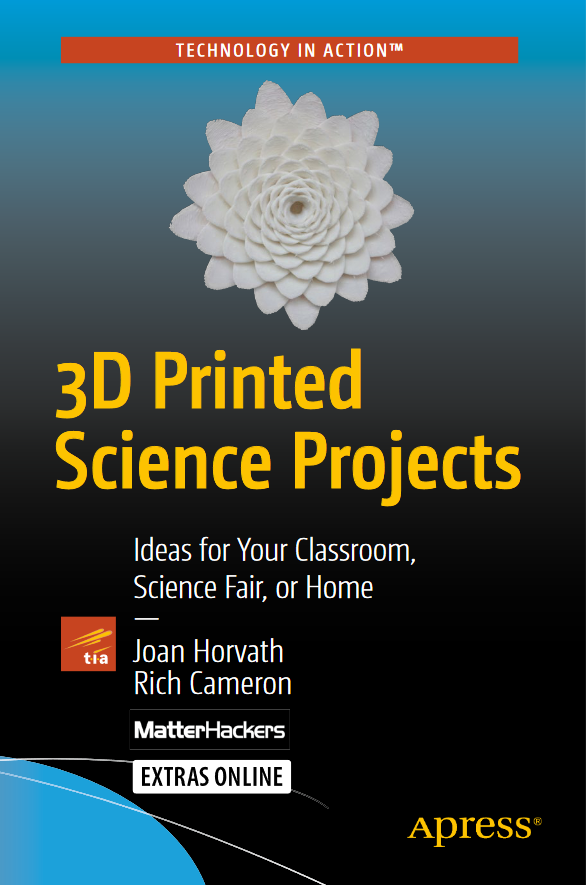 TECHNOLOGY IN ACTION™
3D Printed
Science Projects
Ideas for Your Classroom,
Science Fair, or Home
—
Joan Horvath
Rich Cameron
tia
MatterHackers
EXTRAS ONLINE
Apress®